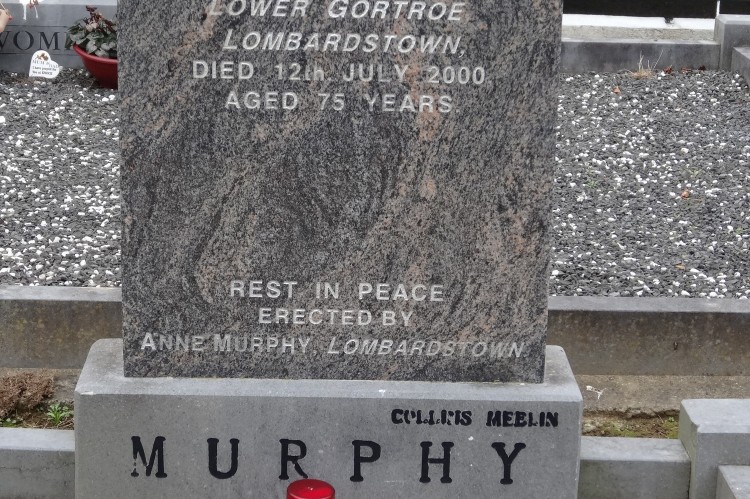 LOWER GORTROE
LOMBARDSTOWN,
DIED 12th JULY 2000
AGED 75 YEARS
REST IN PEACE
ERECTED BY
ANNE MURPHY, LOMBARDSTOWN
COLLINS MEELIN
MURPHY
WOM